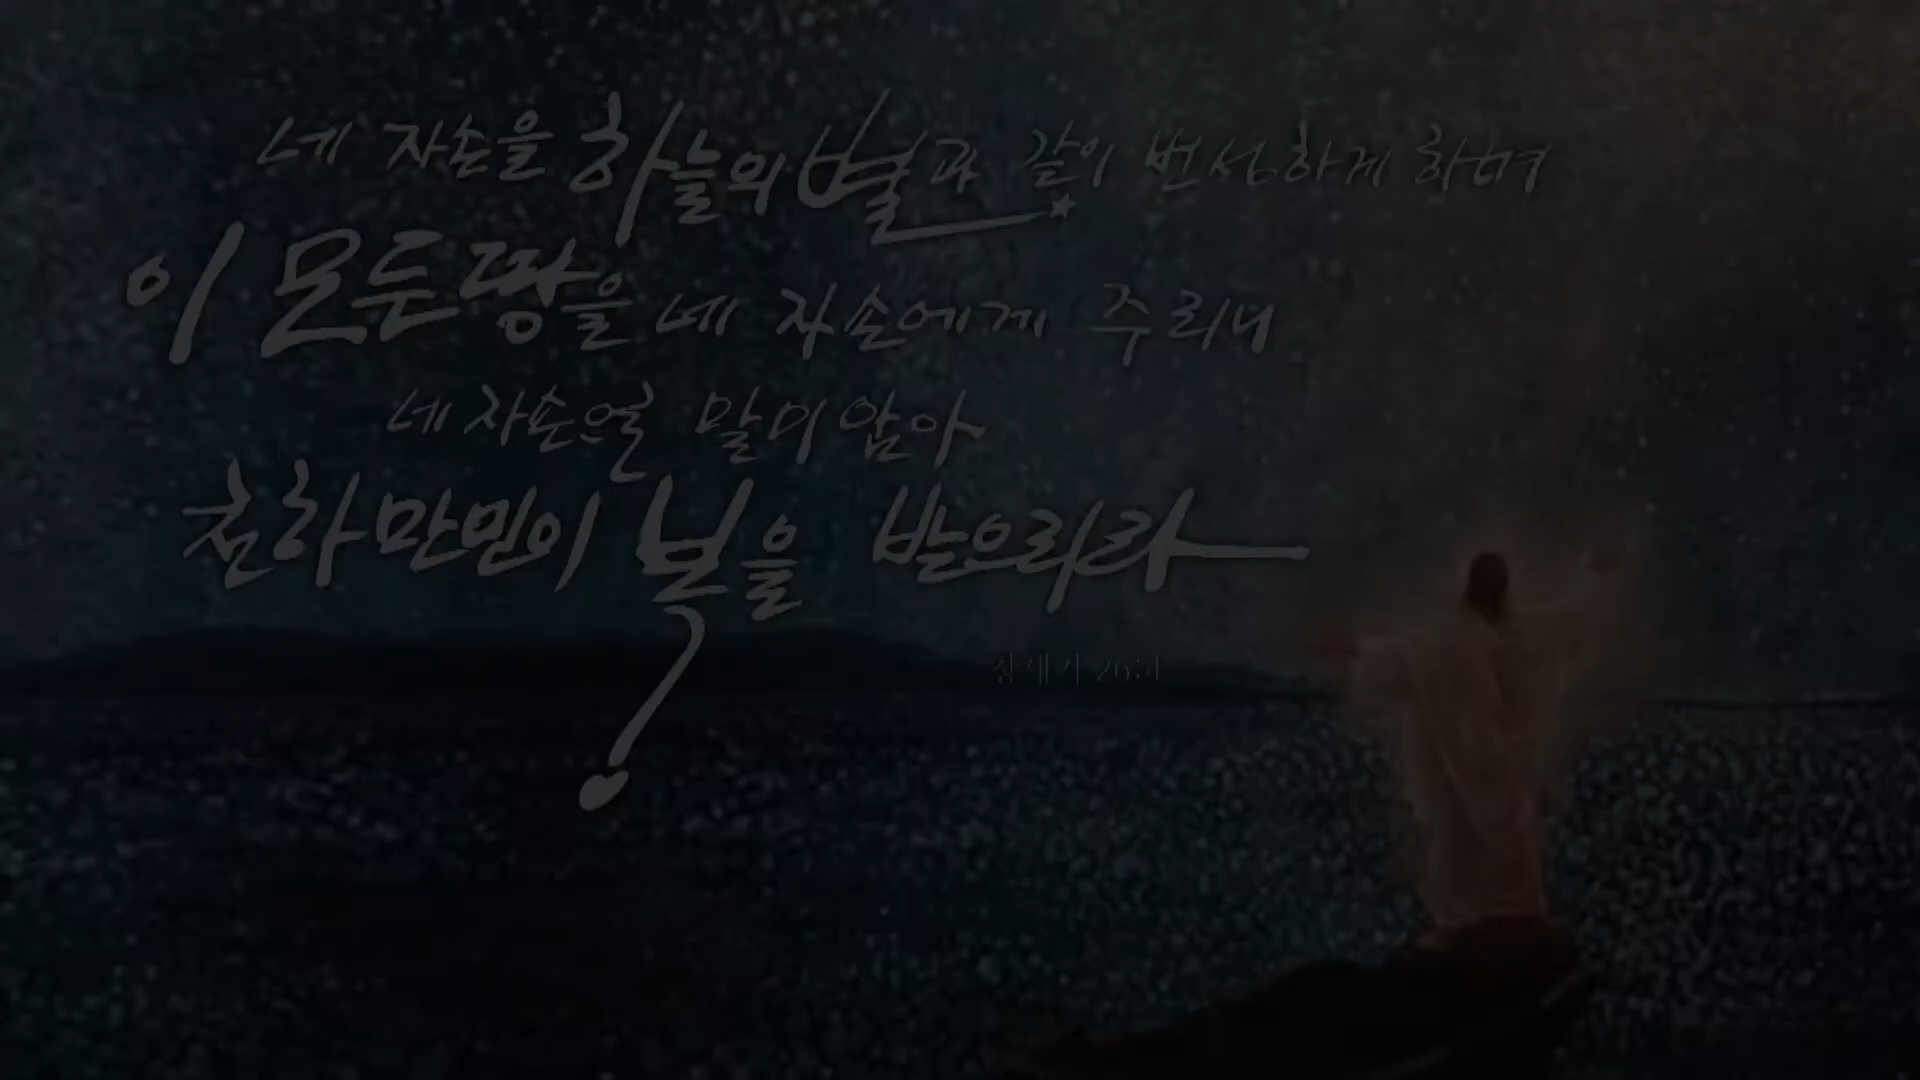 네 자손을 하늘의 별과 같이 번성하게 하며
이 모든 땅을 네 자손에게 주리니
네 자손으로 말미암아
천하 만민이 복을 받으리라
창세기 26:4